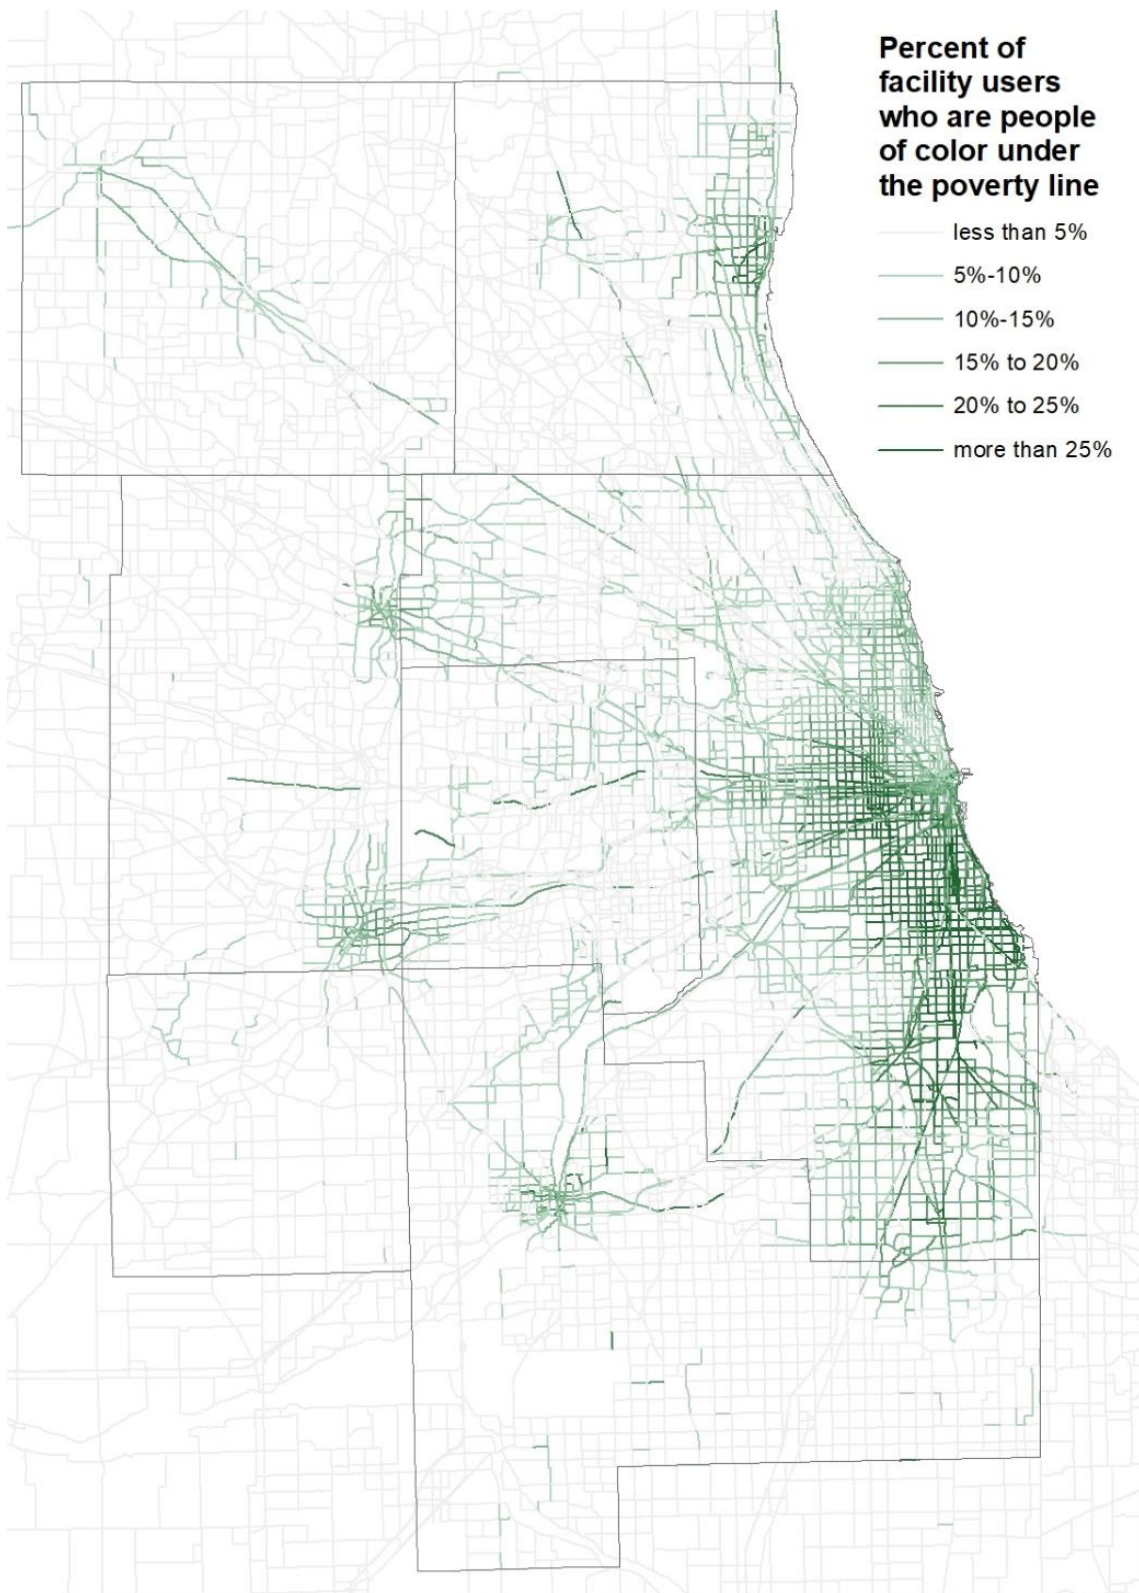 Percent of
facility users
who are people
of color under
the poverty line
less than 5%
5%-10%
10%-15%
15% to 20%
20% to 25%
more than 25%